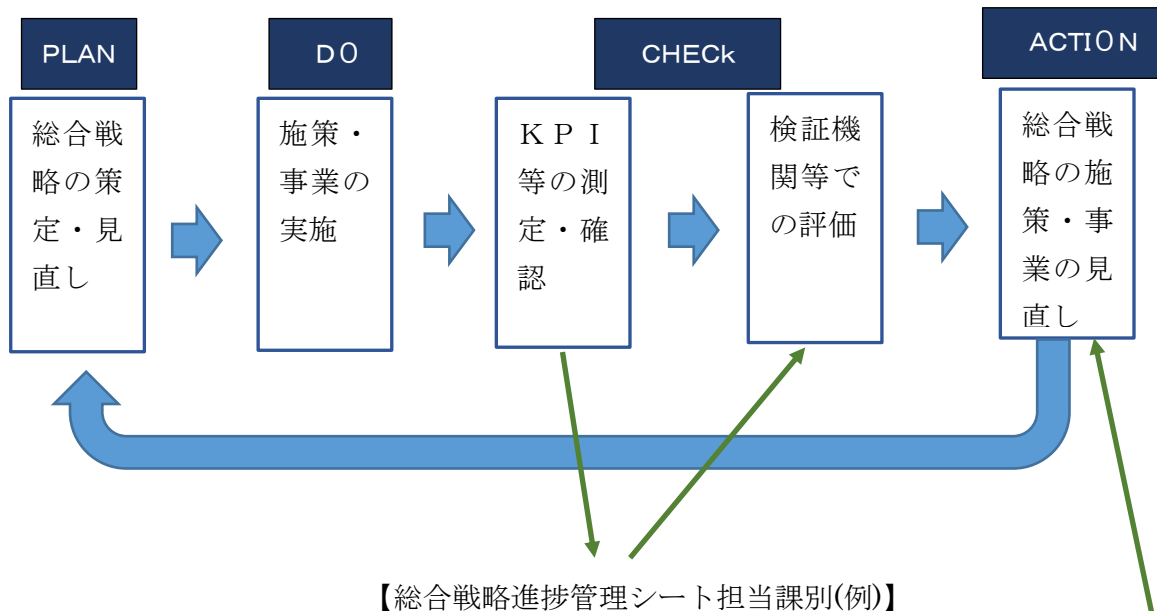 PLAN
DO
CHECk
ACTION
総合戦
略の策
定・見
直し
施策・
事業の
実施
ＫＰＩ
等の測
定・確
認
検証機
関等で
の評価
総合戦
略の施
策・事
業の見
直し
【総合戦略進捗管理シート担当課別(例)】